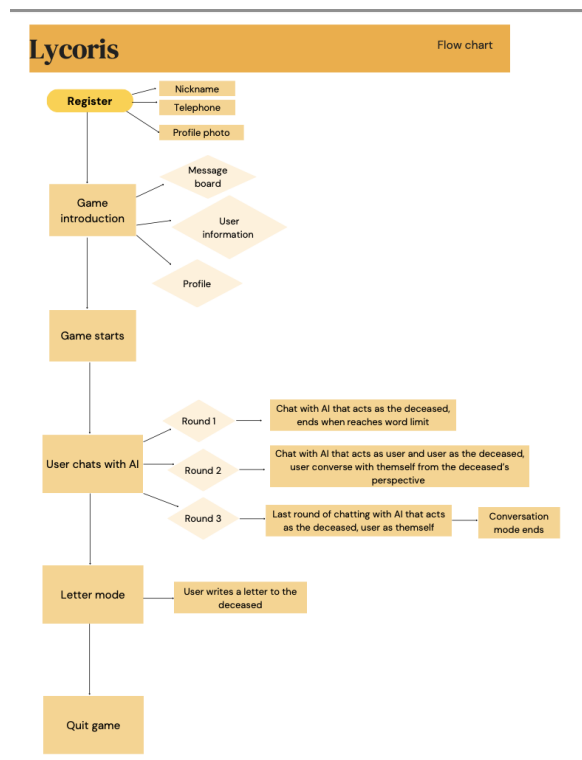 Lycoris
Flow chart
Register
Nickname
Telephone
Profile photo
Game
introduction
Message
board
User
information
Profile
Game starts
User chats with AI
Round 1
Chat with AI that acts as the deceased,
ends when reaches word limit
Round 2
Chat with AI that acts as user and user as the deceased,
user converse with themself from the deceased's
perspective
Round 3
Last round of chatting with AI that acts
as the deceased, user as themself
Conversation
mode ends
Letter mode
User writes a letter to the
deceased
Quit game